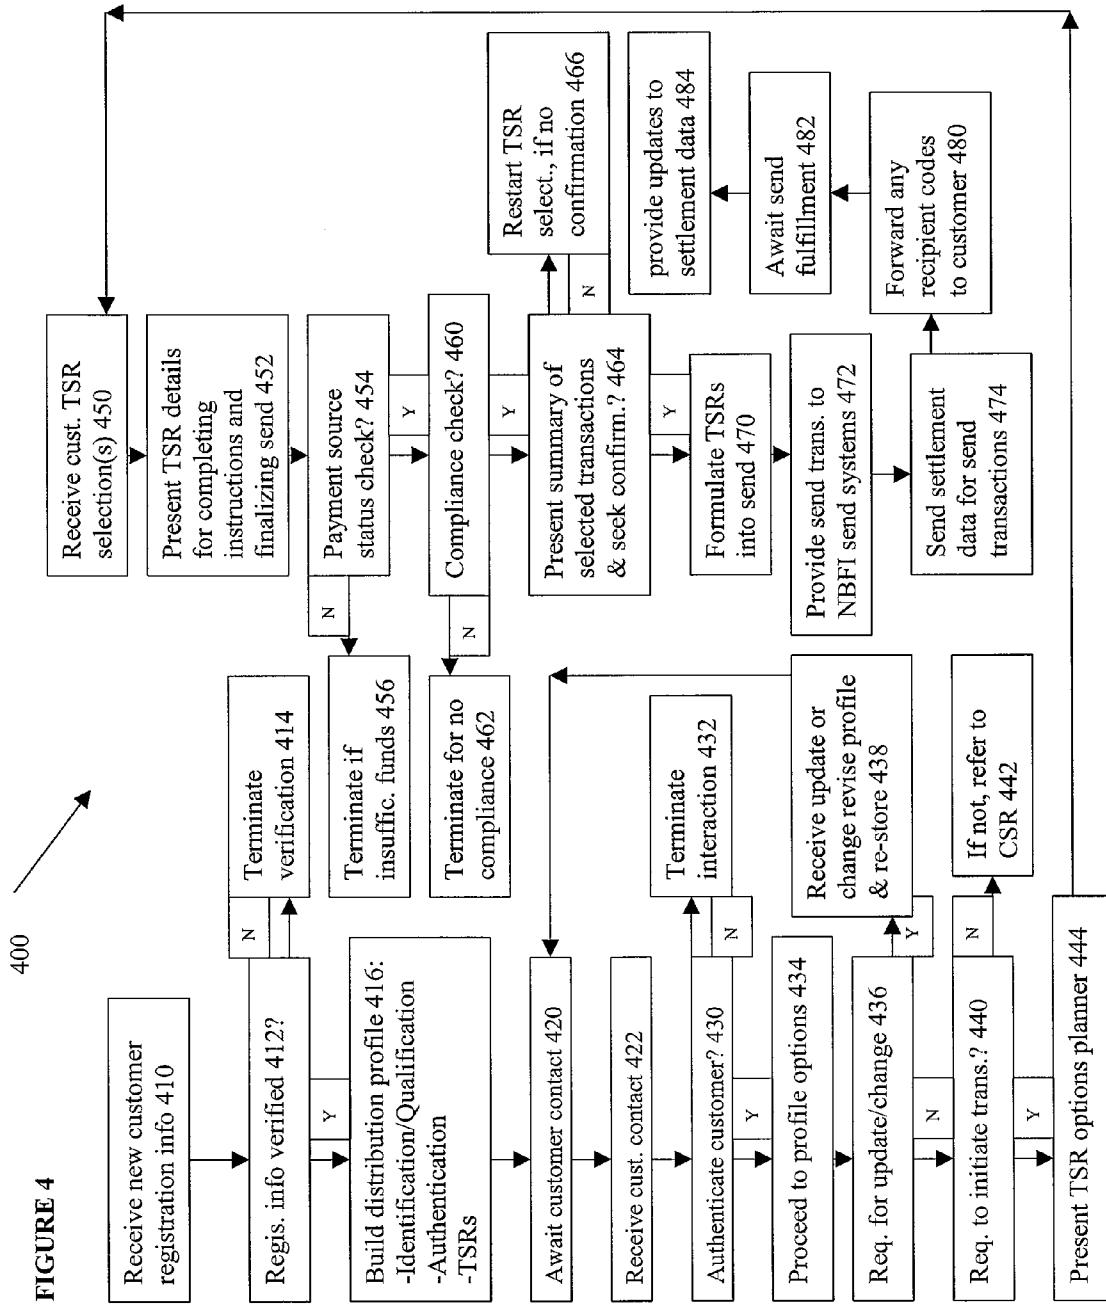 FIGURE 4
400
Receive new customer
registration info 410
Regis. info verified 412?
N
Terminate
verification 414
Y
Build distribution profile 416:
-Identification/Qualification
-Authentication
-TSRs
Await customer contact 420
Receive cust. contact 422
Authenticate customer? 430
N
Terminate
interaction 432
Y
Proceed to profile options 434
Req. for update/change 436
Y
Receive update or
change revise profile
& re-store 438
N
Req. to initiate trans.? 440
N
If not, refer to
CSR 442
Y
Present TSR options planner 444
Receive cust. TSR
selection(s) 450
Present TSR details
for completing
instructions and
finalizing send 452
Payment source
status check? 454
N
Terminate if
insuffic. funds 456
Y
Compliance check? 460
N
Terminate for no
compliance 462
Y
Present summary of
selected transactions
& seek confirm.? 464
N
Restart TSR
select., if no
confirmation 466
Y
Formulate TSRs
into send 470
Provide send trans. to
NBFI send systems 472
Send settlement
data for send
transactions 474
Forward any
recipient codes
to customer 480
Await send
fulfillment 482
provide updates to
settlement data 484